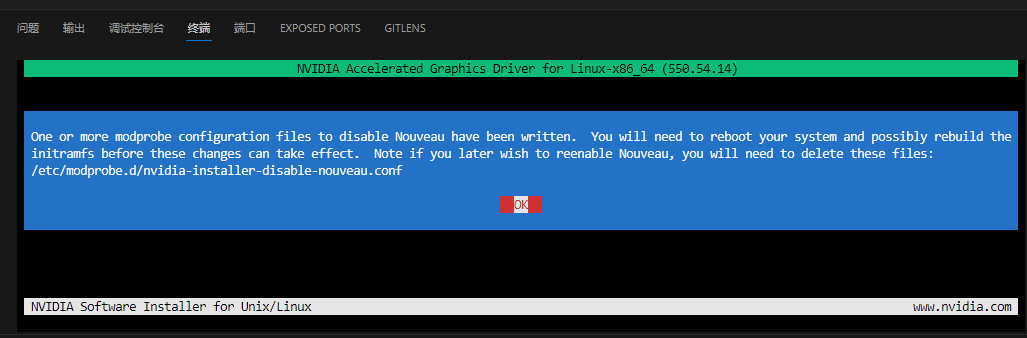 问题 输出 调试控制台 终端 端口 EXPOSED PORTS GITLENS
NVIDIA Accelerated Graphics Driver for Linux-x86_64 (550.54.14)
One or more modprobe configuration files to disable Nouveau have been written.  You will need to reboot your system and possibly rebuild the
initramfs before these changes can take effect.  Note if you later wish to reenable Nouveau, you will need to delete these files:
/etc/modprobe.d/nvidia-installer-disable-nouveau.conf
OK
NVIDIA Software Installer for Unix/Linux www.nvidia.com